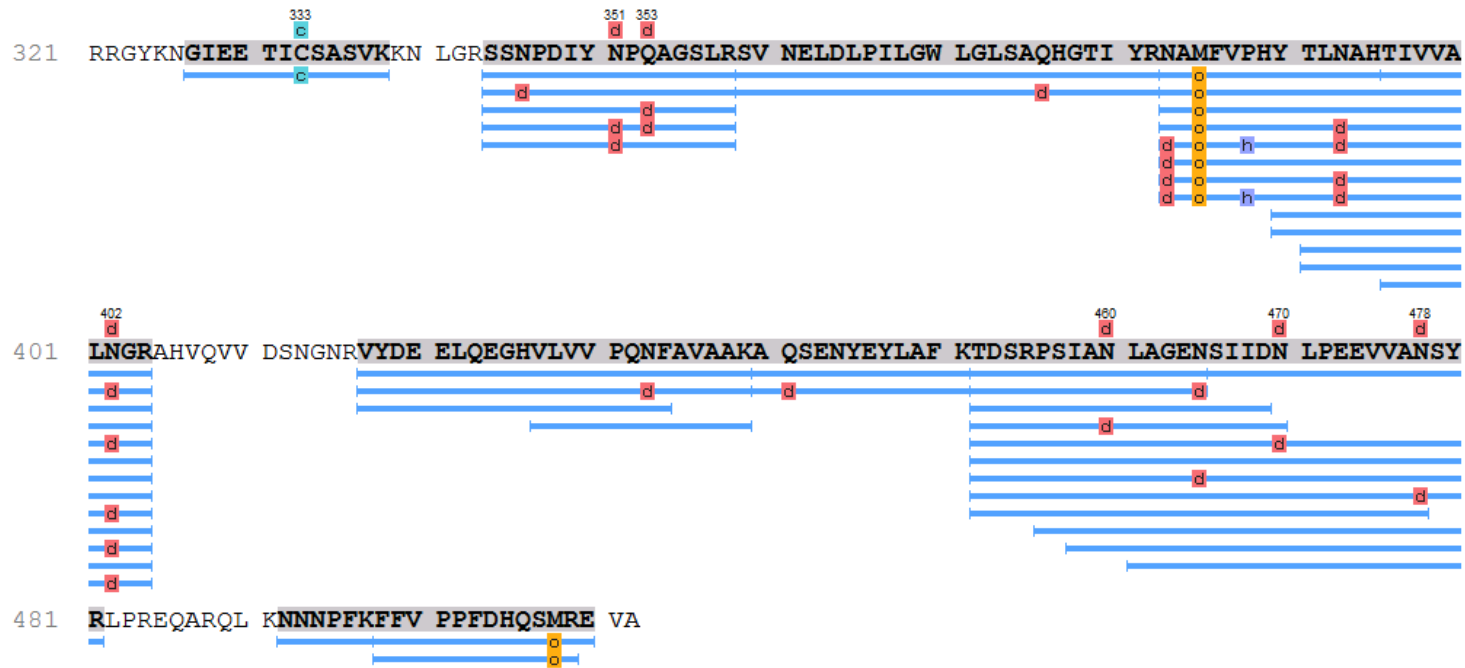 333 351 353
c d d
321 RRGYKNGIEE TICSASVKKN LGRSSNPDIY NPQAGSLRSV NELDLPILGW LGLSAQHGTI YRNAMFVPHY TLNAHTIVVA
c o
d d o
d o
d d o d
d d o h d
d o
d o d
d o h d
402 460 470 478
d d d d
401 LNGRAHVQVV DSNGNRVYDE ELQEGHVLVV PQNFAVAAKA QSENYEYLAF KTDSRPSIAN LAGENSIIDN LPEEVVANSY
d d d d
d
d d
d
d
d
d
d
481 RLPREQARQL KNNNPFKFFV PPFDHQSMRE VA
o
o